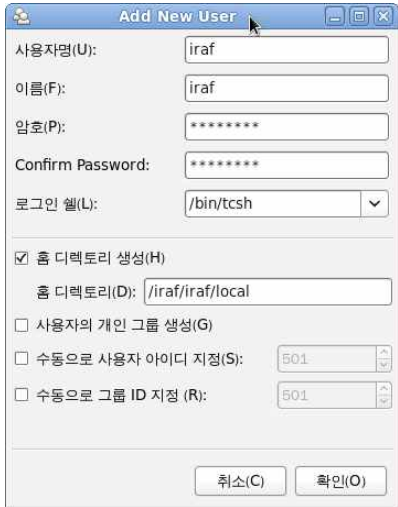 Add New User
사용자명(U): iraf
이름(F): iraf
암호(P): ********
Confirm Password: ********
로그인 쉘(L): /bin/tcsh
홈 디렉토리 생성(H)
홈 디렉토리(D): /iraf/iraf/local
사용자의 개인 그룹 생성(G)
수동으로 사용자 아이디 지정(S): 501
수동으로 그룹 ID 지정 (R): 501
취소(C) 확인(O)